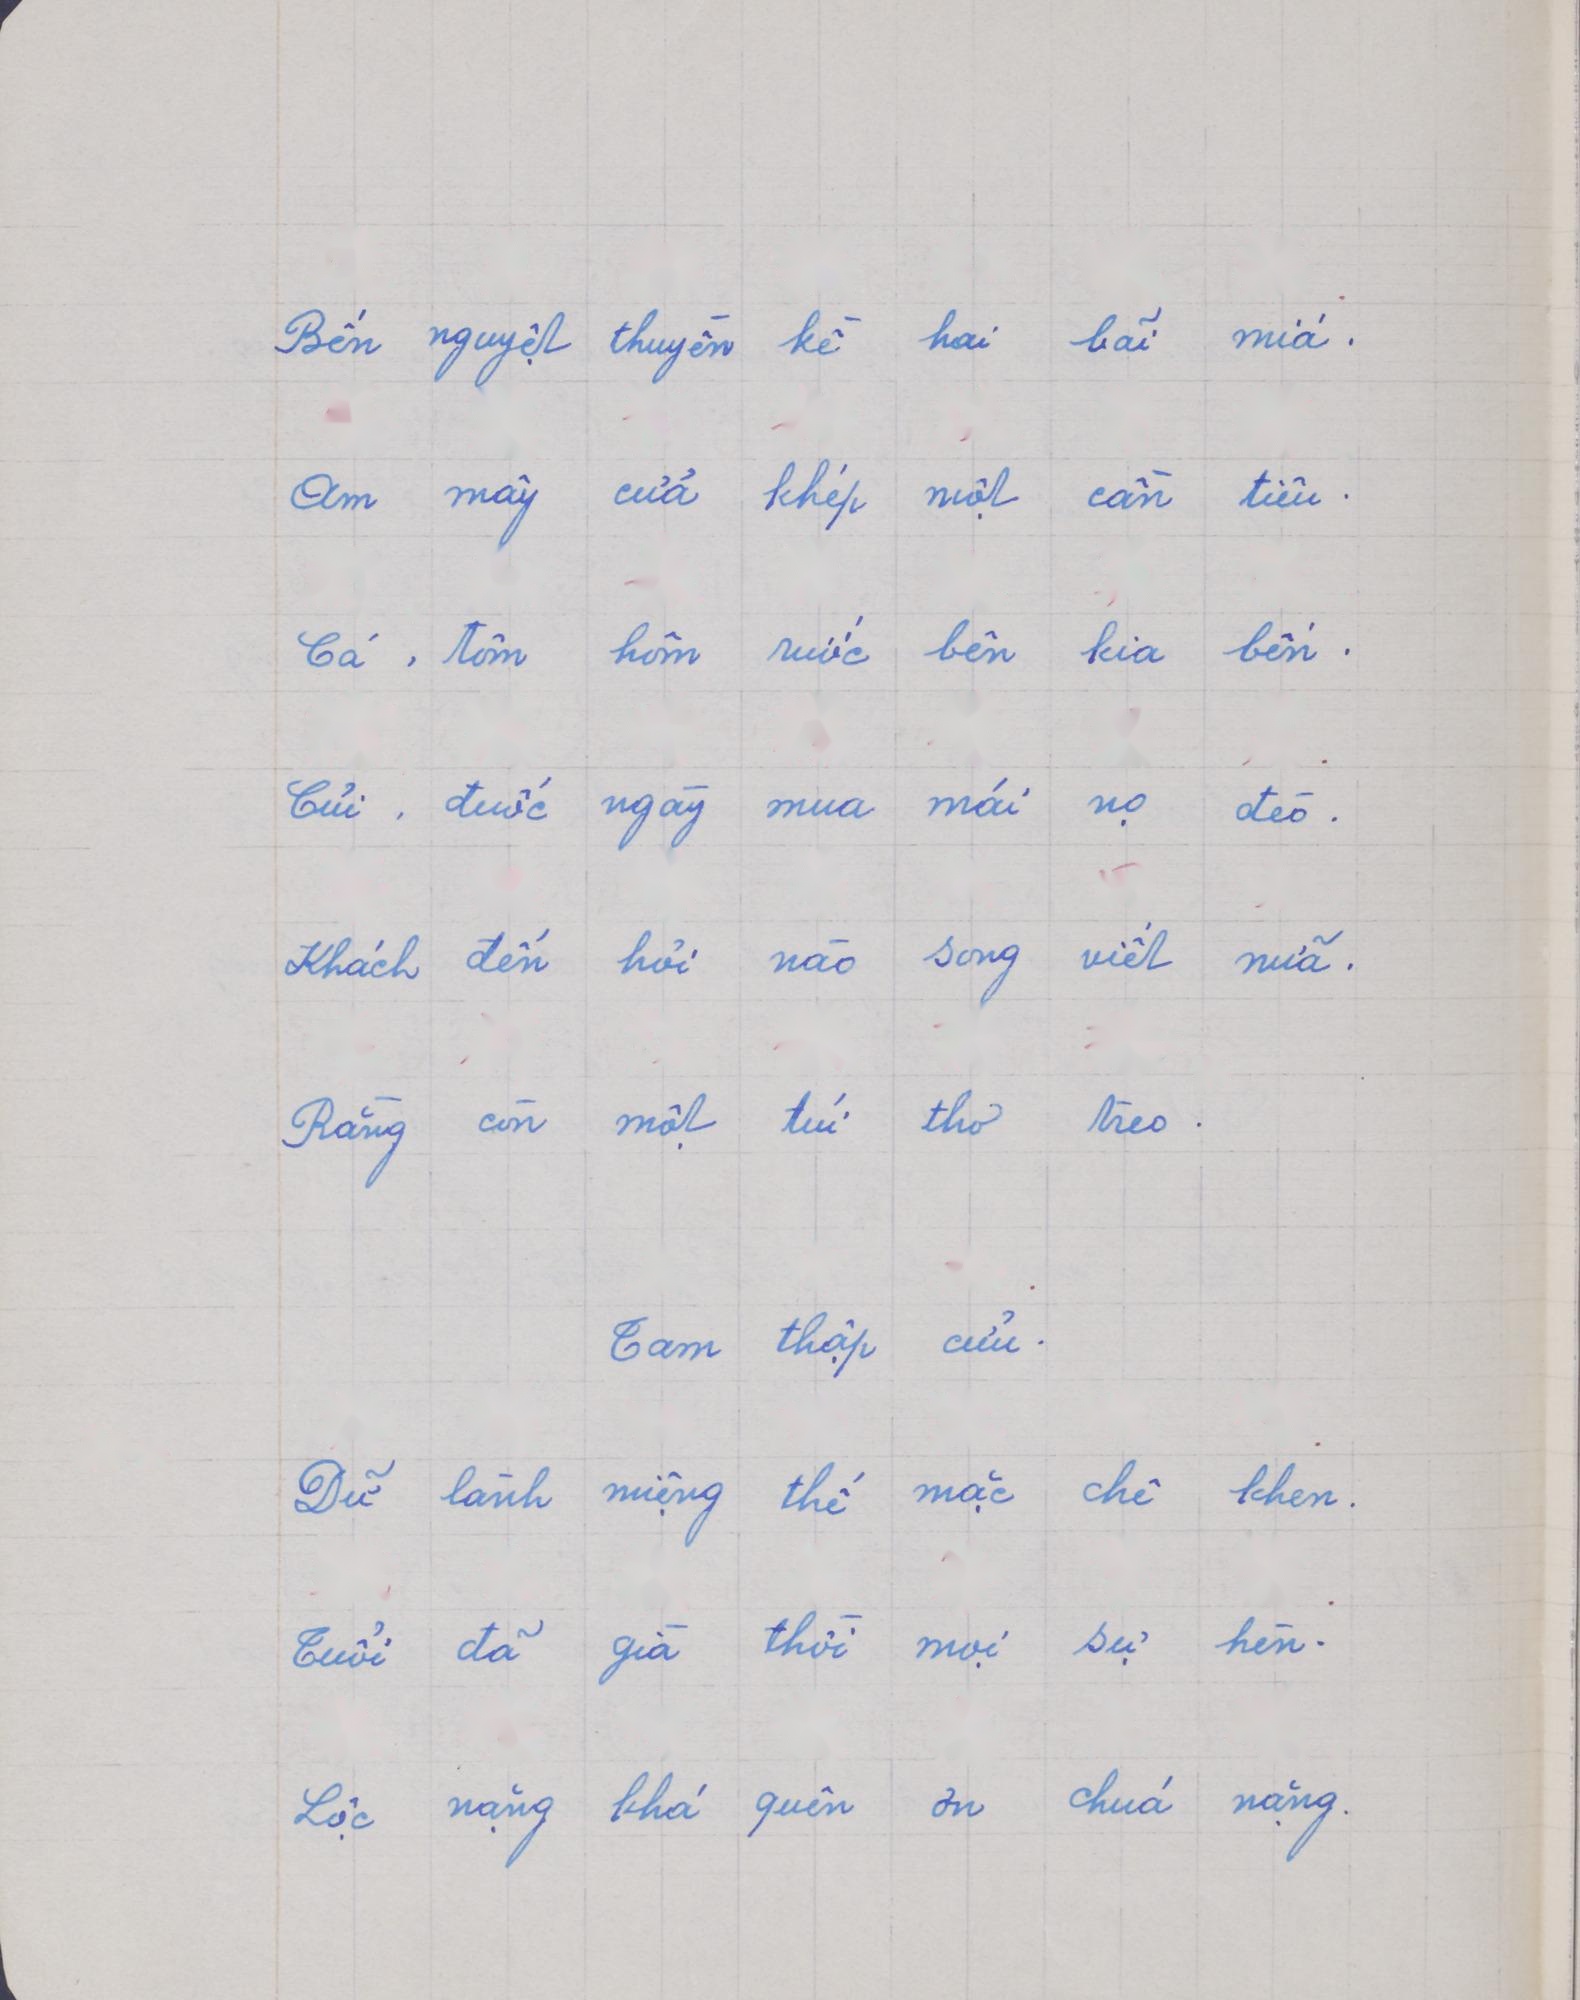 Bến nguyệt thuyền kề hai bãi mía.
Am mây cửa khép một cần tiêu.
Cá, tôm hôm rước bên kia bến.
Củi, đuốc ngày mua mái nọ đèo.
Khách đến hỏi nào song viết nữa.
Rằng còn một túi thơ treo.
Tam thập cửu.
Dữ lành miệng thế mặc chê khen.
Tuổi đã già thời mọi sự hèn.
Lộc nặng khá quên ơn chúa nặng.